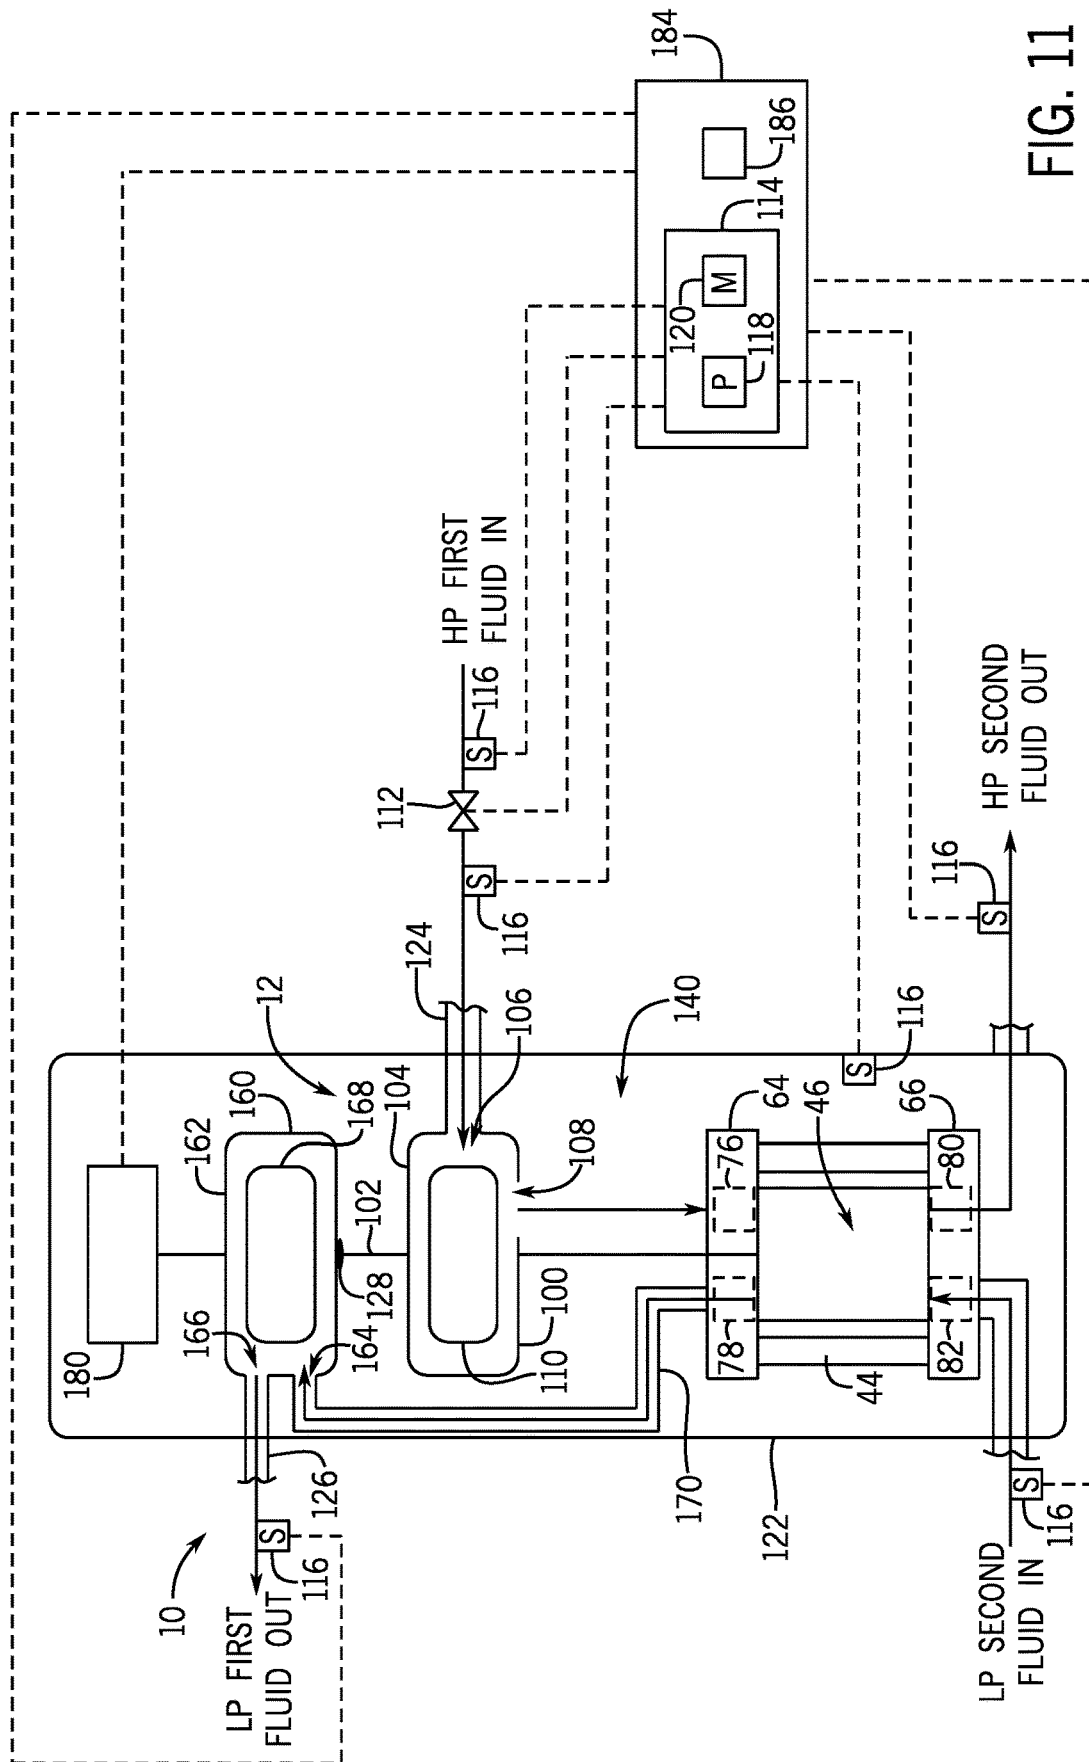 10
LP FIRST
FLUID OUT
S
116
126
166
180
162
160
12
168
164
128
102
104
124
106
108
140
110
100
170
122
44
78
76
64
46
66
82
80
S
116
S
116
112
S
116
HP FIRST
FLUID IN
S
116
S
116
LP SECOND
FLUID IN
HP SECOND
FLUID OUT
184
186
114
120
M
P
118
FIG. 11